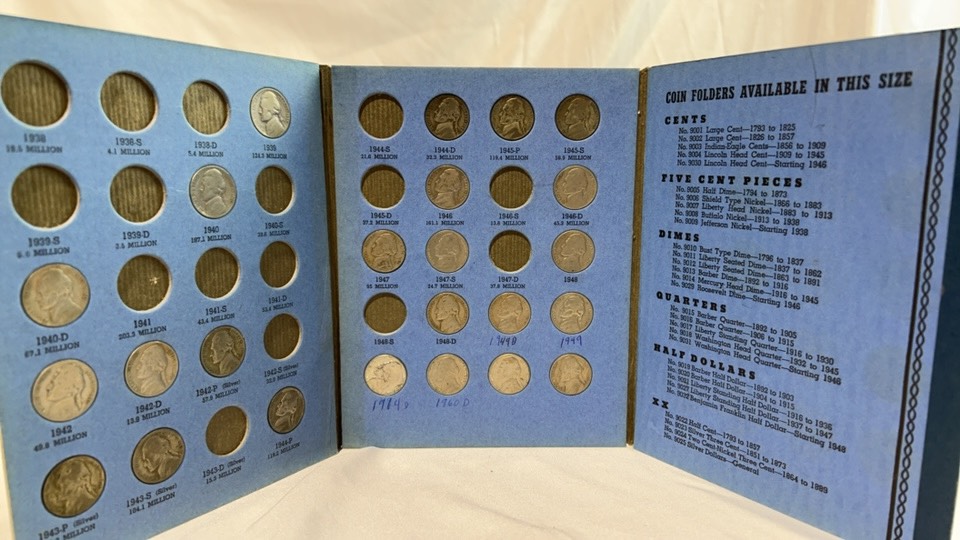 1938
18.5 MILLION
1938-S
4.1 MILLION
1938-D
7.4 MILLION
1939
124.5 MILLION
1939-S
6.6 MILLION
1939-D
3.5 MILLION
1940
187.1 MILLION
1940-S
39.6 MILLION
1940-D
67.1 MILLION
1941
203.3 MILLION
1941-S
43.4 MILLION
1941-D
53.4 MILLION
1942
49.8 MILLION
1942-D
13.9 MILLION
1942-P (Silver)
57.9 MILLION
1942-S (Silver)
32.9 MILLION
1943-P (Silver)
MILLION
1943-S (Silver)
104.1 MILLION
1943-D (Silver)
15.3 MILLION
1944-P
MILLION
1944-S
21.6 MILLION
1944-D
32.3 MILLION
1945-P
119.4 MILLION
1945-S
58.9 MILLION
1945-D
37.2 MILLION
1946
161.1 MILLION
1946-S
13.5 MILLION
1946-D
45.3 MILLION
1947
95 MILLION
1947-S
24.7 MILLION
1947-D
37.8 MILLION
1948
1948-S
1948-D
1949D
1949
1960D
COIN FOLDERS AVAILABLE IN THIS SIZE
CENTS
No. 9001 Large Cent—1793 to 1825
No. 9002 Large Cent—1826 to 1857
No. 9003 Indian-Eagle Cents—1856 to 1909
No. 9004 Lincoln Head Cent—1909 to 1945
No. 9030 Lincoln Head Cent—Starting 1946
FIVE CENT PIECES
No. 9005 Half Dime—1794 to 1873
No. 9006 Shield Type Nickel—1866 to 1883
No. 9007 Liberty Head Nickel—1883 to 1913
No. 9008 Buffalo Nickel—1913 to 1938
No. 9009 Jefferson Nickel—Starting 1938
DIMES
No. 9010 Bust Type Dime—1796 to 1837
No. 9011 Liberty Seated Dime—1837 to 1862
No. 9012 Liberty Seated Dime—1863 to 1891
No. 9013 Barber Dime—1892 to 1916
No. 9014 Mercury Head Dime—1916 to 1945
No. 9029 Roosevelt Dime—Starting 1946
QUARTERS
No. 9015 Barber Quarter—1892 to 1905
No. 9016 Barber Quarter—1906 to 1915
No. 9017 Liberty Standing Quarter—1916 to 1930
No. 9018 Washington Head Quarter—1932 to 1945
No. 9031 Washington Head Quarter—Starting 1946
HALF DOLLARS
No. 9019 Barber Half Dollar—1892 to 1903
No. 9020 Barber Half Dollar—1904 to 1915
No. 9021 Liberty Standing Half Dollar—1916 to 1936
No. 9027 Liberty Standing Half Dollar—1937 to 1947
No. 9032 Benjamin Franklin Half Dollar—Starting 1948
XX
No. 9022 Half Cent—1793 to 1857
No. 9023 Silver Three Cent—1851 to 1873
No. 9024 Two Cent-Nickel Three Cent—1864 to 1889
No. 9025 Silver Dollars—General